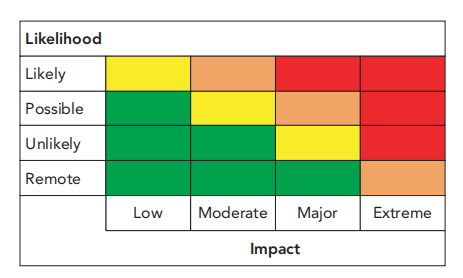 Likelihood
Likely
Possible
Unlikely
Remote
Low Moderate Major Extreme
Impact